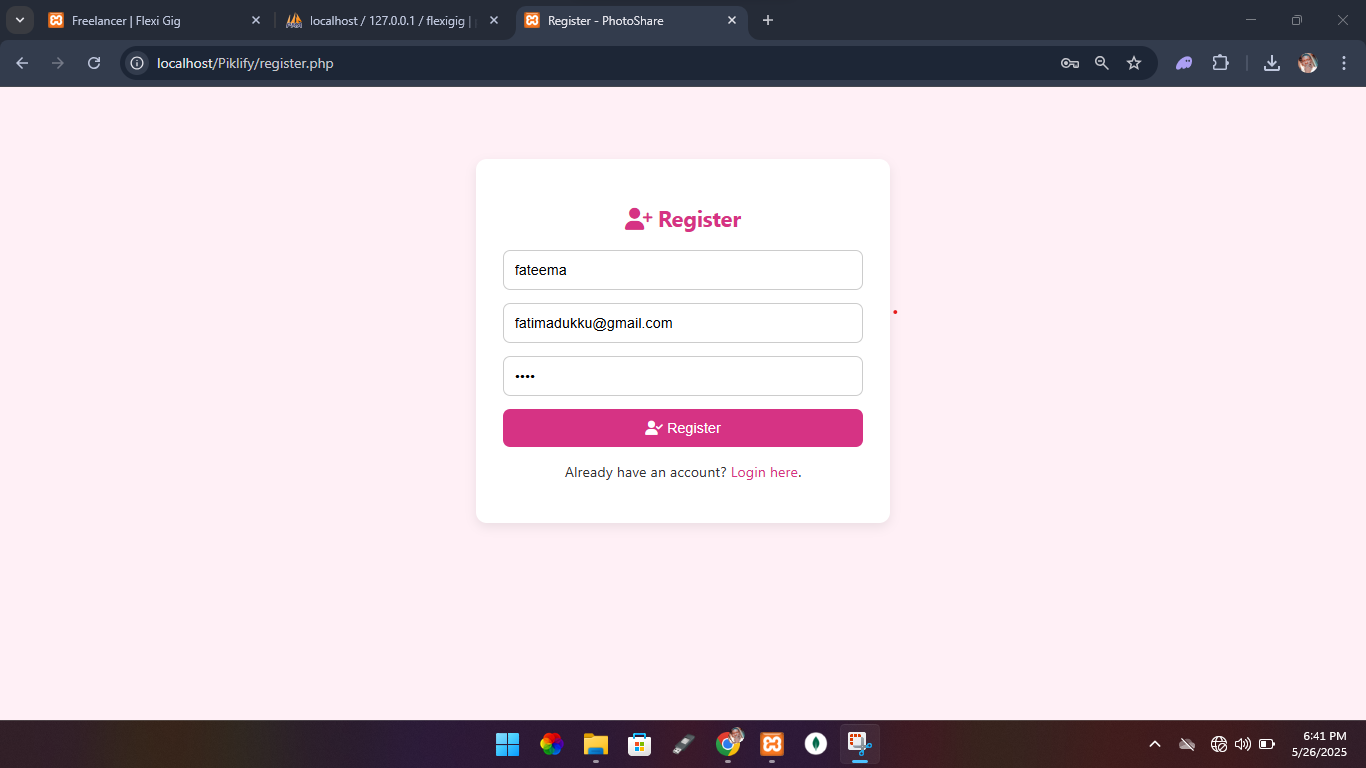 Freelancer | Flexi Gig
localhost / 127.0.0.1 / flexigig |
Register - PhotoShare
localhost/Piklify/register.php
Register
fateema
fatimadukku@gmail.com
••••
Register
Already have an account? Login here.
6:41 PM
5/26/2025